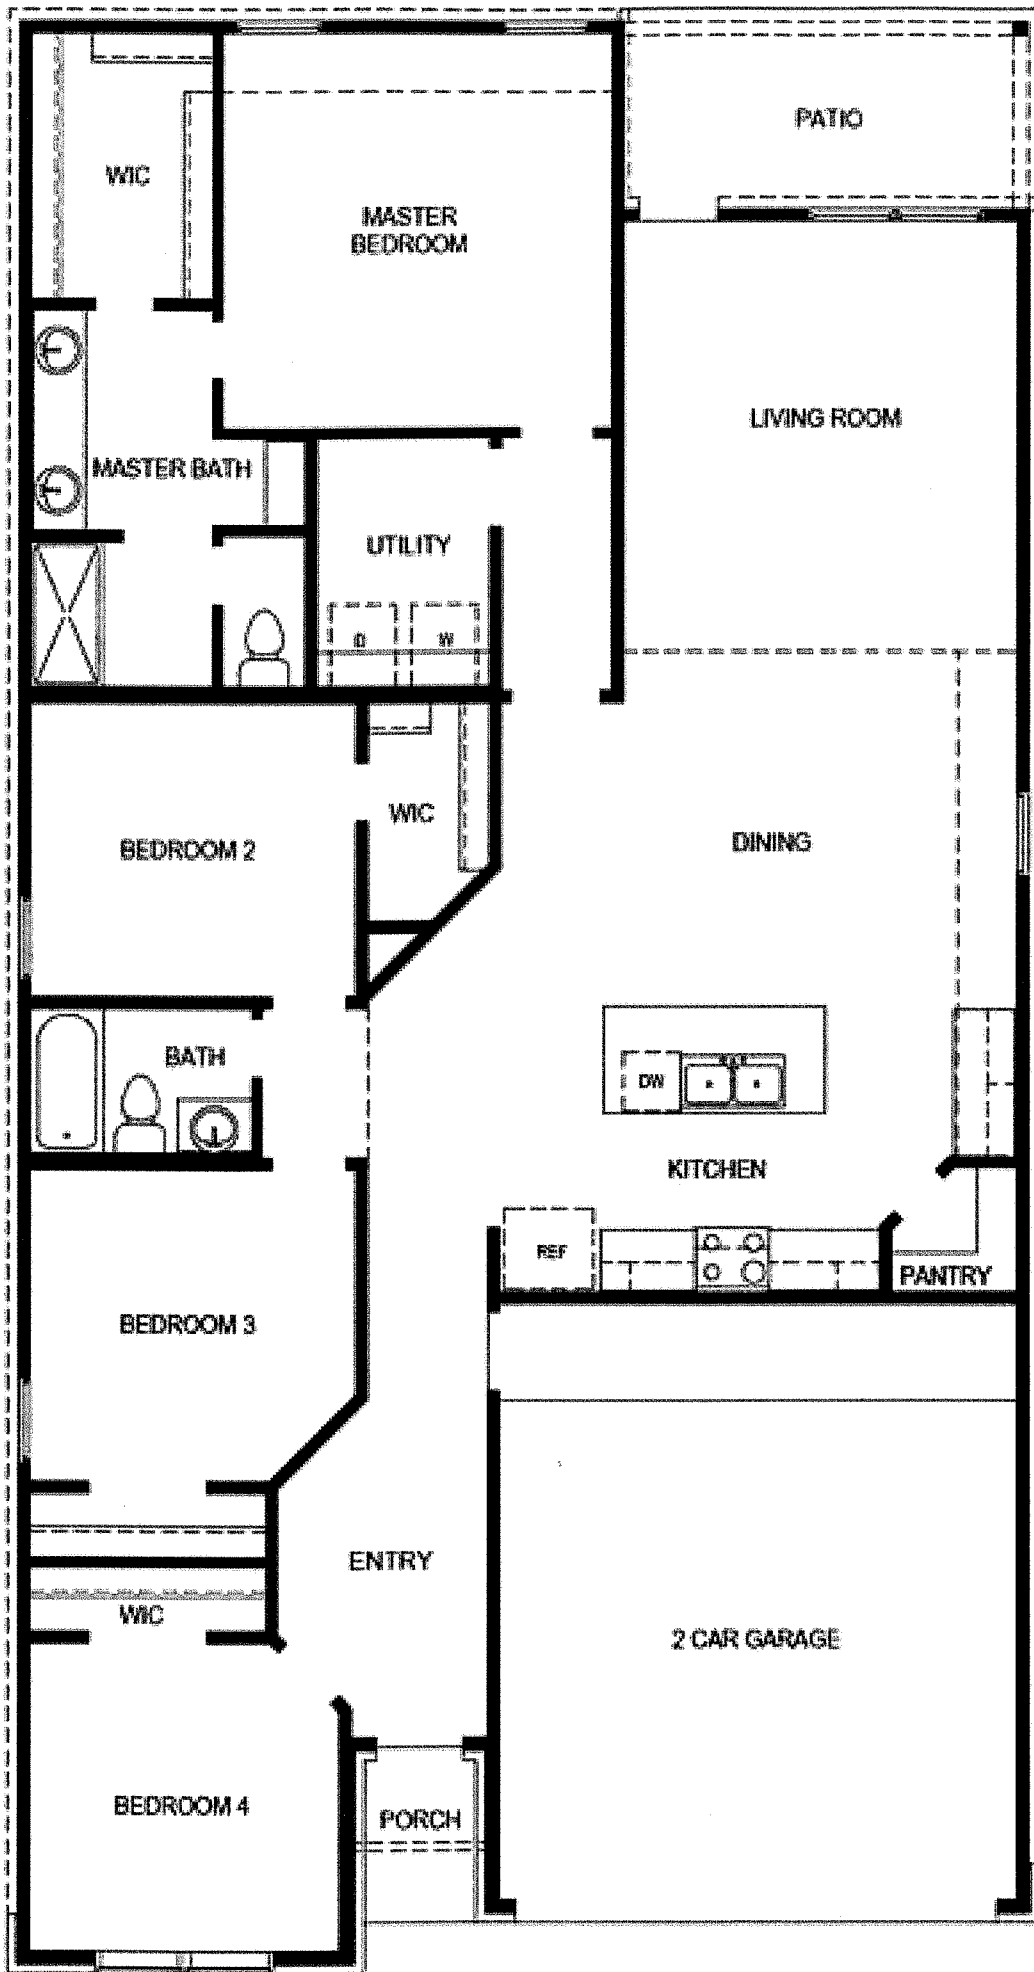 PATIO
WIC
MASTER
BEDROOM
LIVING ROOM
MASTER BATH
UTILITY
D
W
WIC
BEDROOM 2
DINING
BATH
DW
KITCHEN
REF
PANTRY
BEDROOM 3
ENTRY
WIC
2 CAR GARAGE
BEDROOM 4
PORCH